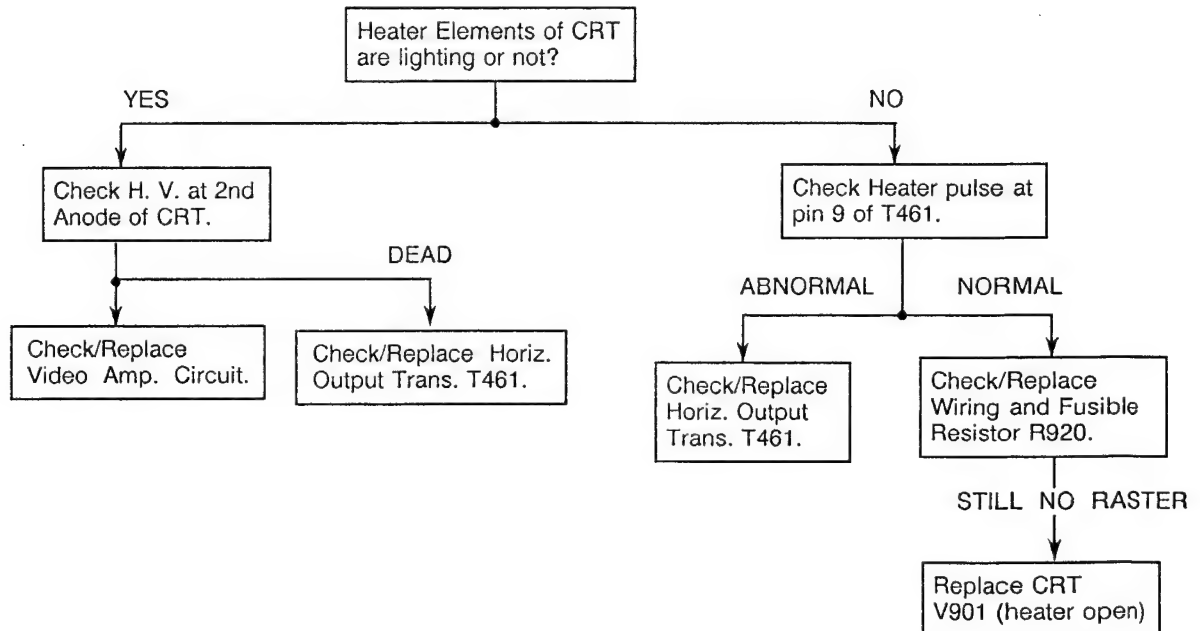 Heater Elements of CRT
are lighting or not?
YES
NO
Check H. V. at 2nd
Anode of CRT.
Check Heater pulse at
pin 9 of T461.
DEAD
ABNORMAL
NORMAL
Check/Replace
Video Amp. Circuit.
Check/Replace Horiz.
Output Trans. T461.
Check/Replace
Horiz. Output
Trans. T461.
Check/Replace
Wiring and Fusible
Resistor R920.
STILL NO RASTER
Replace CRT
V901 (heater open)